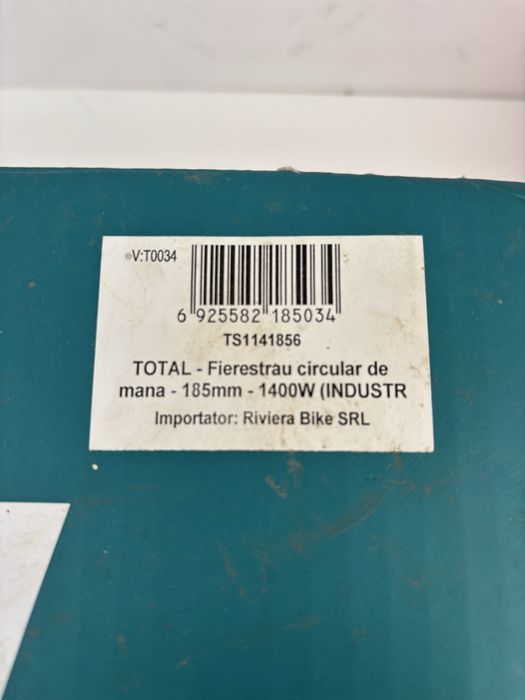 V:T0034
6 925582 185034
TS1141856
TOTAL - Fierestrau circular de
mana - 185mm - 1400W (INDUSTR
Importator: Riviera Bike SRL